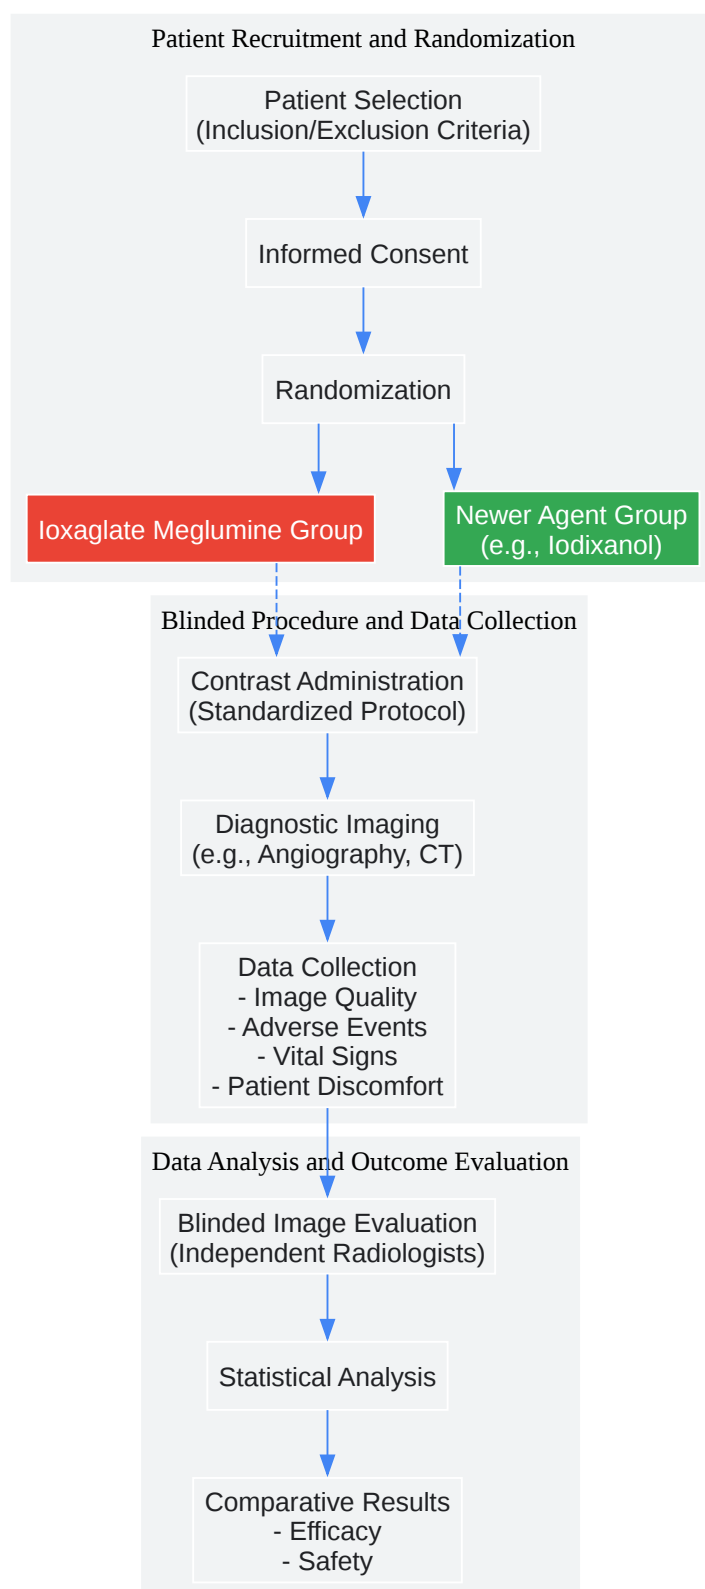 Patient Recruitment and Randomization
Patient Selection
(Inclusion/Exclusion Criteria)
Informed Consent
Randomization
Ioxaglate Meglumine Group
Newer Agent Group
(e.g., Iodixanol)
Blinded Procedure and Data Collection
Contrast Administration
(Standardized Protocol)
Diagnostic Imaging
(e.g., Angiography, CT)
Data Collection
- Image Quality
- Adverse Events
- Vital Signs
- Patient Discomfort
Data Analysis and Outcome Evaluation
Blinded Image Evaluation
(Independent Radiologists)
Statistical Analysis
Comparative Results
- Efficacy
- Safety